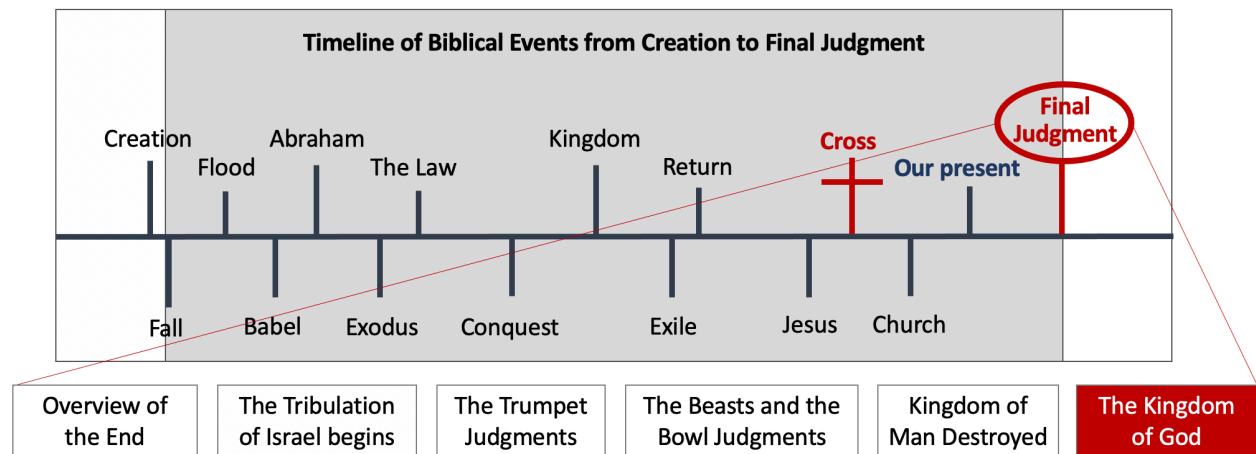 Timeline of Biblical Events from Creation to Final Judgment
Final
Judgment
Creation
Abraham
Kingdom
Cross
Flood
The Law
Return
Our present
Fall
Babel
Exodus
Conquest
Exile
Jesus
Church
Overview of
the End
The Tribulation
of Israel begins
The Trumpet
Judgments
The Beasts and the
Bowl Judgments
Kingdom of
Man Destroyed
The Kingdom
of God